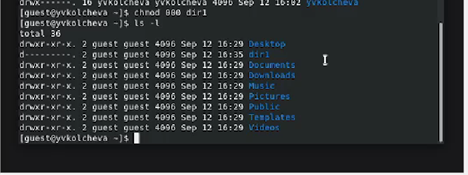 drwx------. 16 yvkolcheva yvkolcheva 4096 Sep 12 16:02 yvkolcheva
[guest@yvkolcheva ~]$ chmod 000 dir1
[guest@yvkolcheva ~]$ ls -l
total 36
drwxr-xr-x. 2 guest guest 4096 Sep 12 16:29 Desktop
d---------. 2 guest guest 4096 Sep 12 16:35 dir1
drwxr-xr-x. 2 guest guest 4096 Sep 12 16:29 Documents
drwxr-xr-x. 2 guest guest 4096 Sep 12 16:29 Downloads
drwxr-xr-x. 2 guest guest 4096 Sep 12 16:29 Music
drwxr-xr-x. 2 guest guest 4096 Sep 12 16:29 Pictures
drwxr-xr-x. 2 guest guest 4096 Sep 12 16:29 Public
drwxr-xr-x. 2 guest guest 4096 Sep 12 16:29 Templates
drwxr-xr-x. 2 guest guest 4096 Sep 12 16:29 Videos
[guest@yvkolcheva ~]$